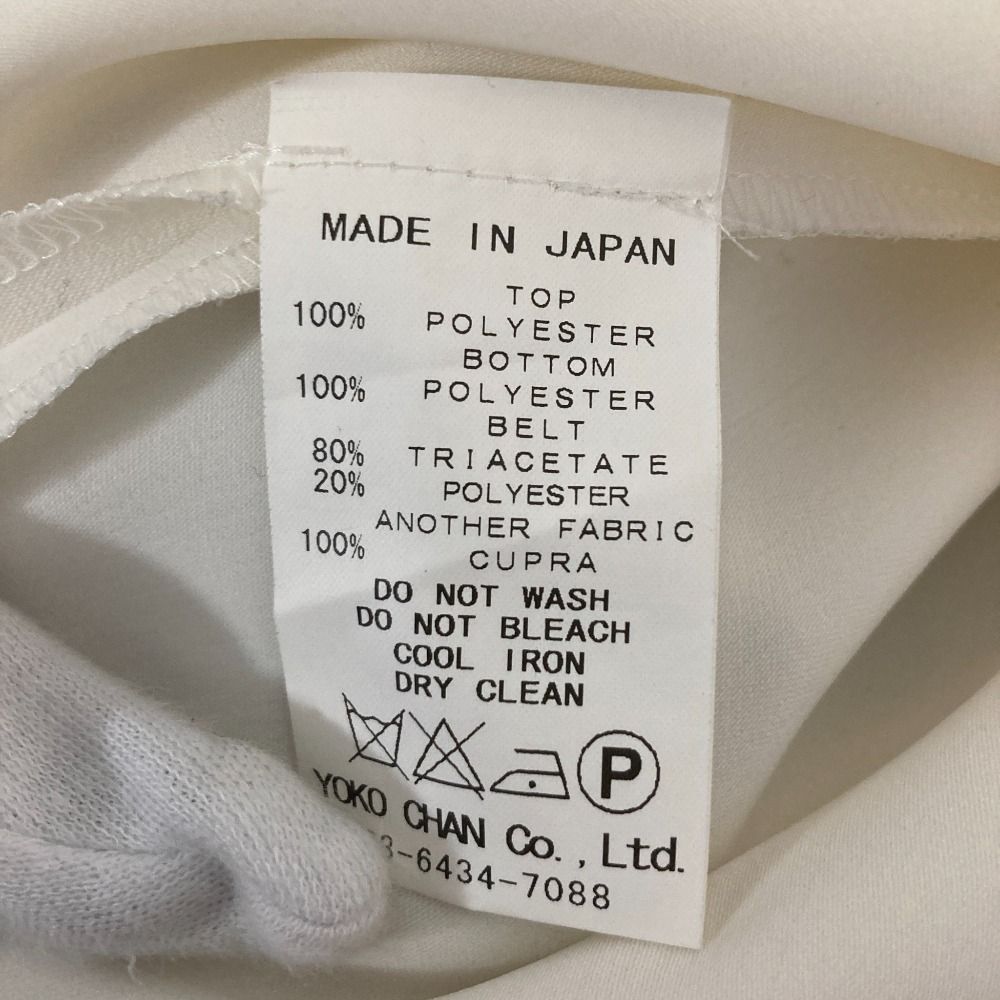 MADE IN JAPAN
TOP
100% POLYESTER
BOTTOM
100% POLYESTER
BELT
80% TRIACETATE
20% POLYESTER
ANOTHER FABRIC
100% CUPRA
DO NOT WASH
DO NOT BLEACH
COOL IRON
DRY CLEAN
P
YOKO CHAN Co., Ltd.
3-6434-7088